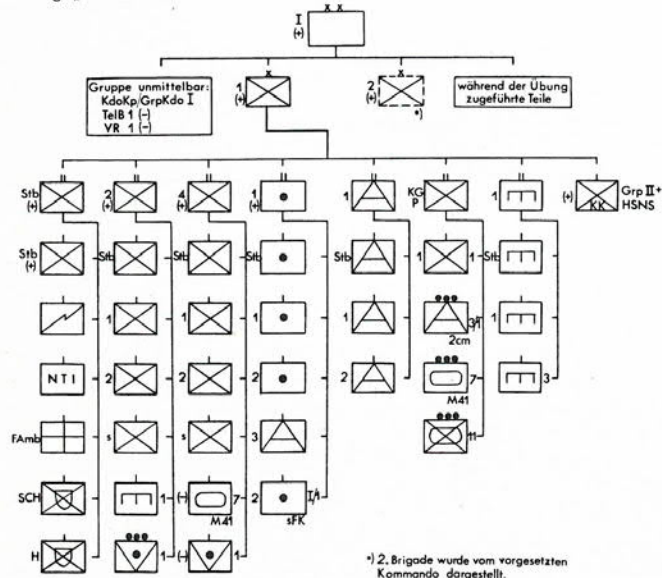 x x
I
(+)
Gruppe unmittelbar:
KdoKp/GrpKdo I
TelB 1 (-)
VR 1 (-)
x
1
(+)
x
2
(+)
*)
während der Übung
zugeführte Teile
Stb
(+)
2
(+)
4
(+)
1
(+)
1
KG
P
1
(+)
KK
Grp II+
HSNS
Stb
(+)
Stb
Stb
Stb
Stb
1
1
Stb
1
1
1
1
3/1
2cm
1
NTI
2
2
2
2
7
M41
3
FAmb
s
s
3
11
SCH
1
(-)
7
M41
2
I/1
sFK
H
1
(-)
1
*) 2. Brigade wurde vom vorgesetzten
Kommando dargestellt.